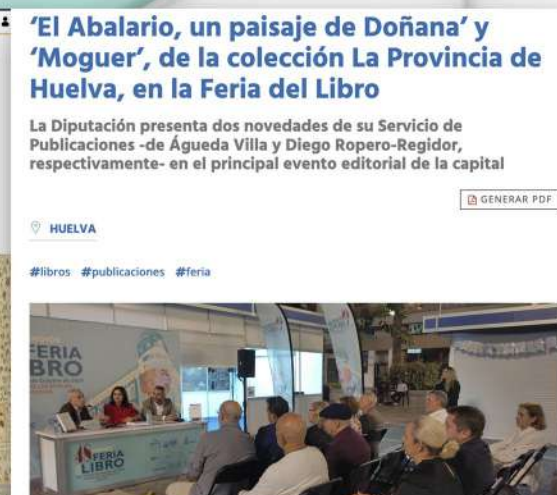 ‘El Abalario, un paisaje de Doñana’ y
‘Moguer’, de la colección La Provincia de
Huelva, en la Feria del Libro
La Diputación presenta dos novedades de su Servicio de
Publicaciones -de Águeda Villa y Diego Ropero-Regidor,
respectivamente- en el principal evento editorial de la capital
GENERAR PDF
HUELVA
#libros #publicaciones #feria
FERIA
BRO
FERIA
LIBRO